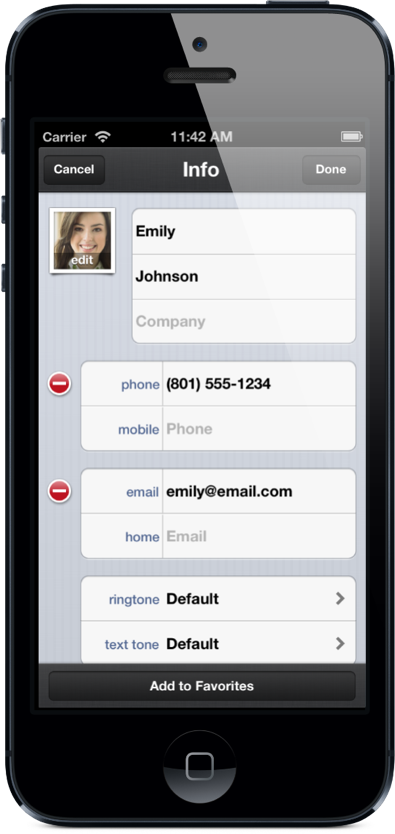 Carrier 11:42 AM
Cancel Info Done
edit
Emily
Johnson
Company
phone (801) 555-1234
mobile Phone
email emily@email.com
home Email
ringtone Default
text tone Default
Add to Favorites